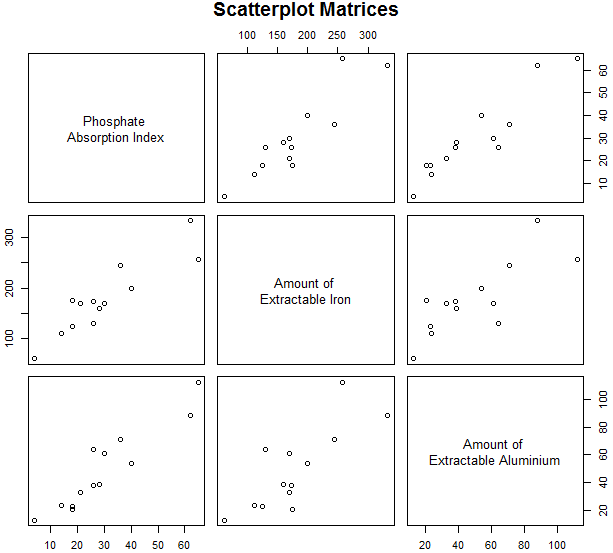 Scatterplot Matrices
100 150 200 250 300
Phosphate
Absorption Index
10 20 30 40 50 60
100 200 300
Amount of
Extractable Iron
Amount of
Extractable Aluminium
20 40 60 80 100
10 20 30 40 50 60
20 40 60 80 100